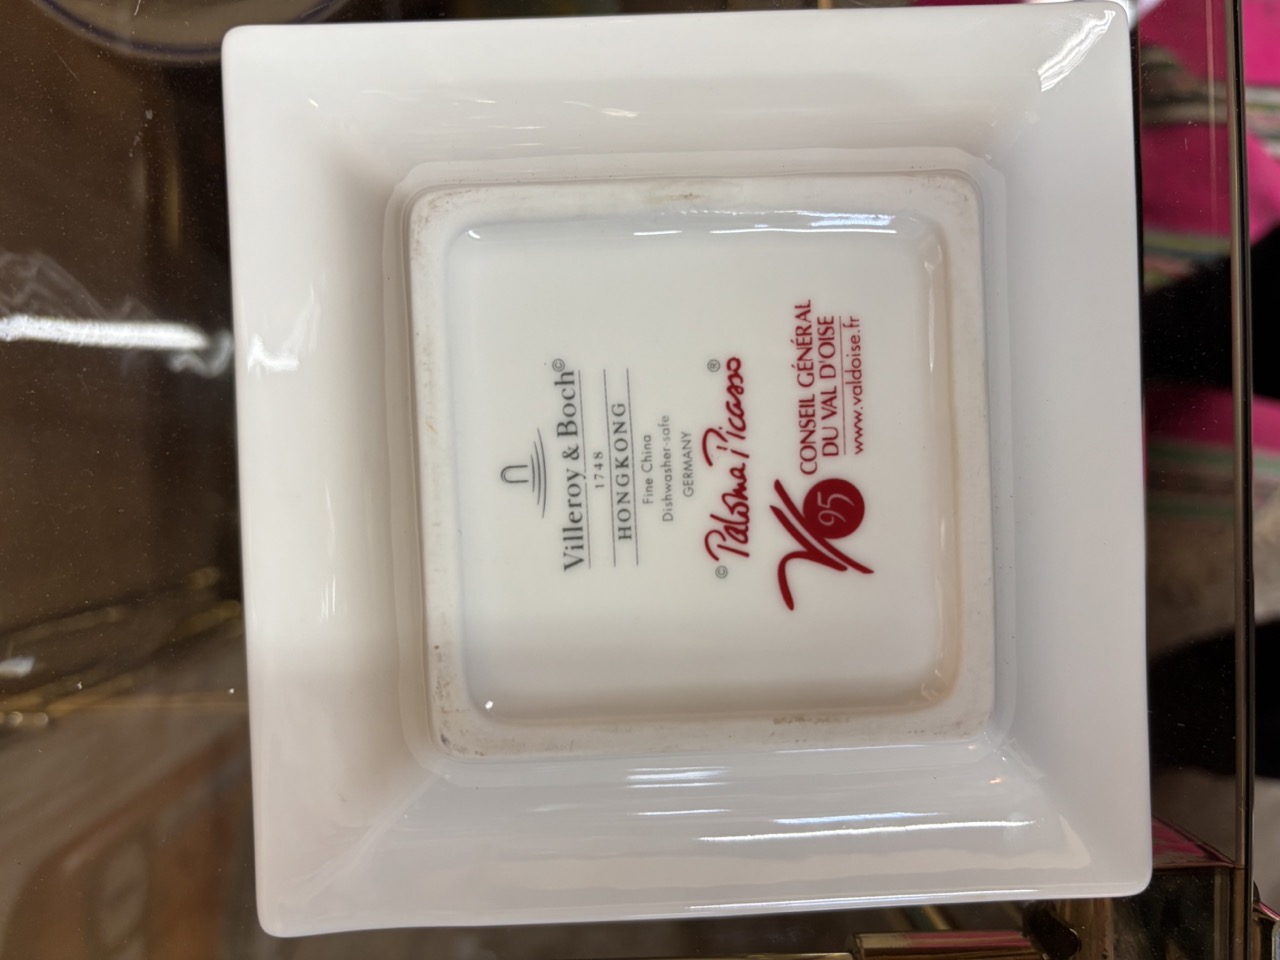 Villeroy & Boch©
1748
HONGKONG
Fine China
Dishwasher-safe
GERMANY
© Paloma Picasso ®
CONSEIL GÉNÉRAL
DU VAL D'OISE
www.valdoise.fr
95